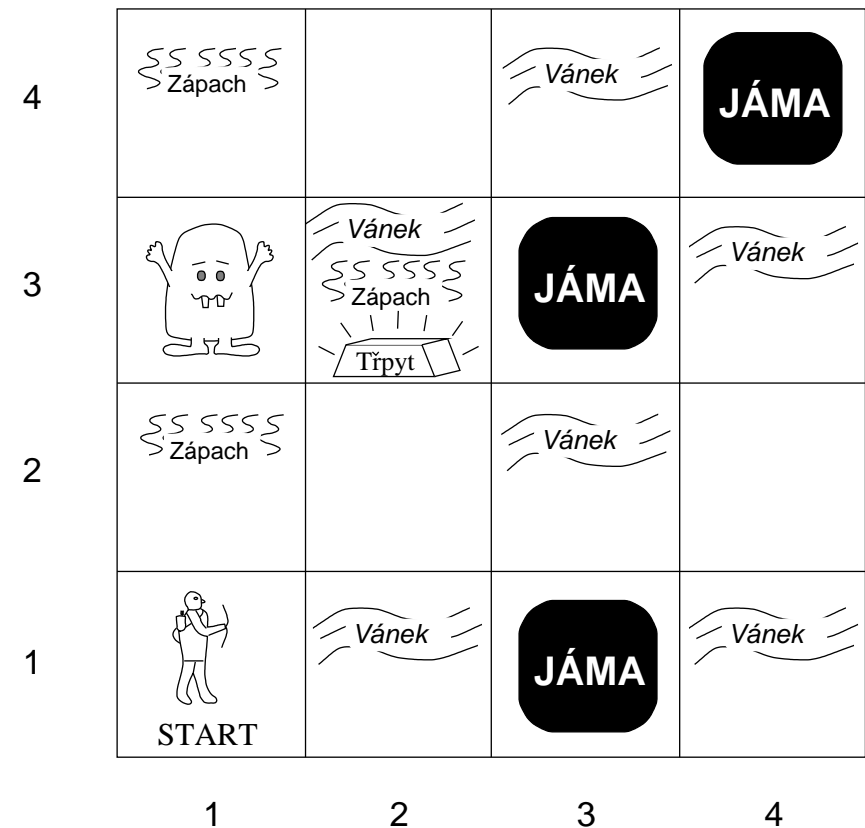 4
Zápach
Vánek
JÁMA
3
Vánek
Zápach
Třpyt
JÁMA
Vánek
2
Zápach
Vánek
1
START
Vánek
JÁMA
Vánek
1 2 3 4